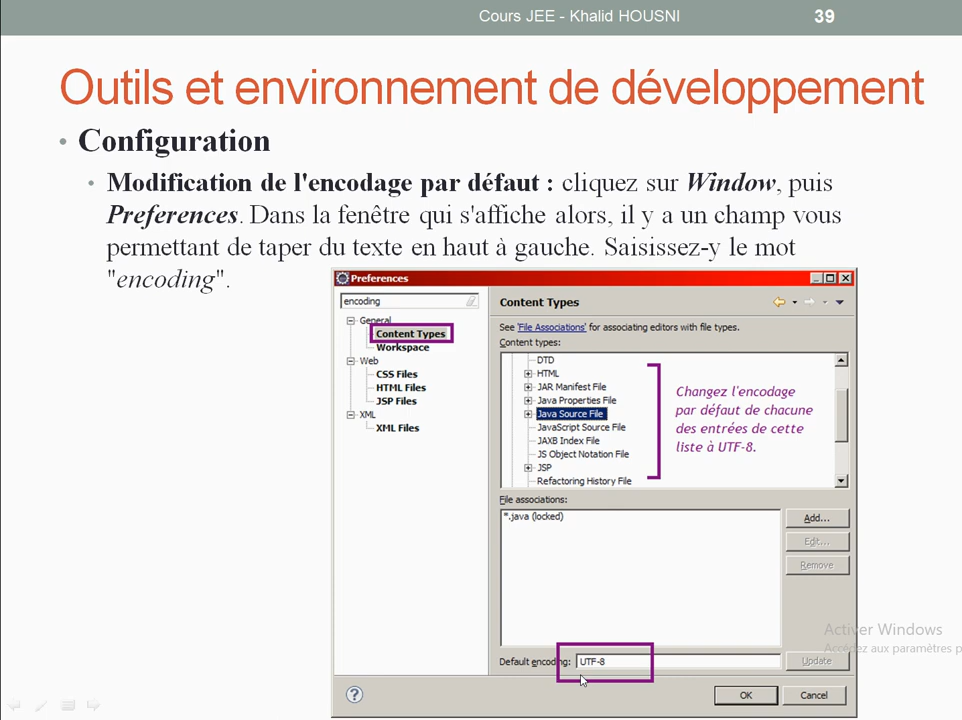 Cours JEE - Khalid HOUSNI
39
Outils et environnement de développement
• Configuration
• Modification de l'encodage par défaut : cliquez sur Window, puis
Preferences. Dans la fenêtre qui s'affiche alors, il y a un champ vous
permettant de taper du texte en haut à gauche. Saisissez-y le mot
"encoding".
Preferences
encoding
General
Content Types
Workspace
Web
CSS Files
HTML Files
JSP Files
XML
XML Files
Content Types
See 'File Associations' for associating editors with file types.
Content types:
DTD
HTML
JAR Manifest File
Java Properties File
Java Source File
JavaScript Source File
JAXB Index File
JS Object Notation File
JSP
Refactoring History File
Changez l'encodage
par défaut de chacune
des entrées de cette
liste à UTF-8.
File associations:
*.java (locked)
Add...
Edit...
Remove
Default encoding: UTF-8
Update
OK
Cancel
Activer Windows
Accédez aux paramètres p